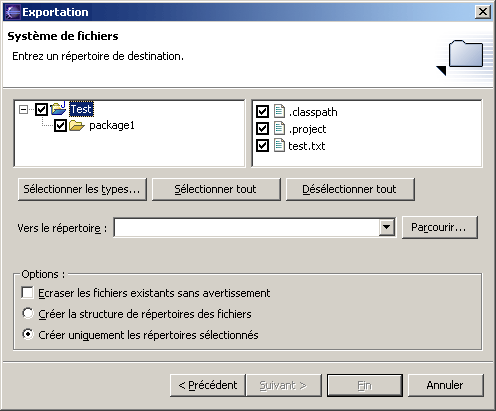 Exportation
Système de fichiers
Entrez un répertoire de destination.
Test
package1
.classpath
.project
test.txt
Sélectionner les types...
Sélectionner tout
Désélectionner tout
Vers le répertoire :
Parcourir...
Options :
Ecraser les fichiers existants sans avertissement
Créer la structure de répertoires des fichiers
Créer uniquement les répertoires sélectionnés
< Précédent
Suivant >
Fin
Annuler